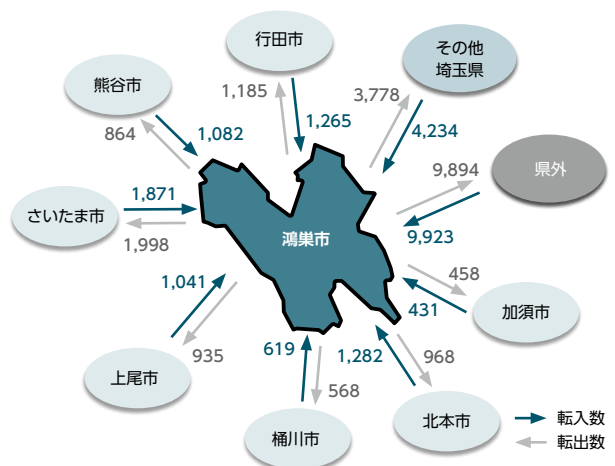 行田市
1,185
1,265
その他
埼玉県
3,778
4,234
熊谷市
864
1,082
県外
9,894
9,923
さいたま市
1,871
1,998
鴻巣市
458
431
加須市
1,041
935
上尾市
619
568
桶川市
1,282
968
北本市
転入数
転出数